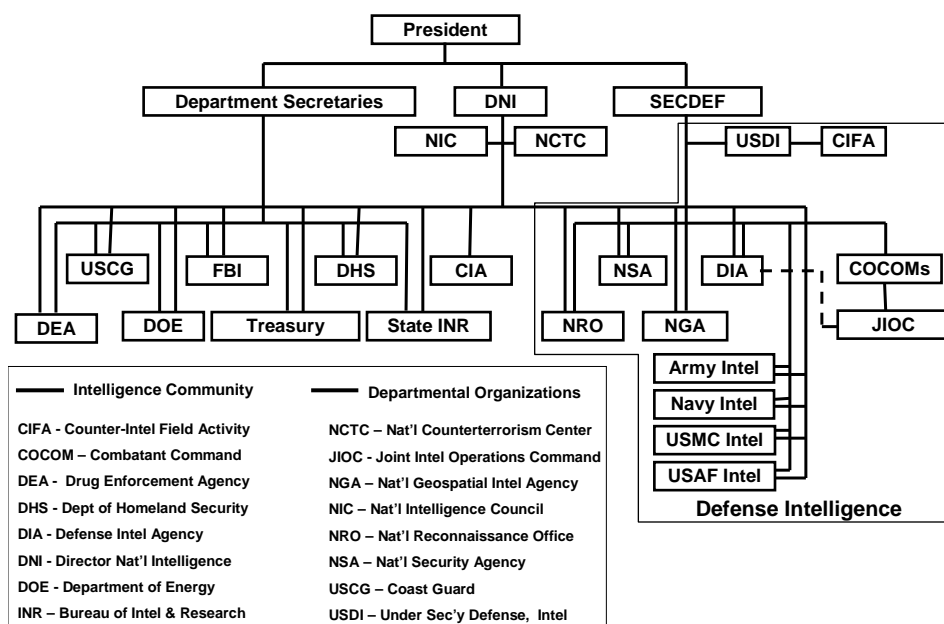 President
Department Secretaries
DNI
SECDEF
NIC
NCTC
USDI
CIFA
USCG
FBI
DHS
CIA
NSA
DIA
COCOMs
DEA
DOE
Treasury
State INR
NRO
NGA
JIOC
Army Intel
Navy Intel
USMC Intel
USAF Intel
Defense Intelligence
Intelligence Community
CIFA - Counter-Intel Field Activity
COCOM – Combatant Command
DEA - Drug Enforcement Agency
DHS - Dept of Homeland Security
DIA - Defense Intel Agency
DNI - Director Nat'l Intelligence
DOE - Department of Energy
INR – Bureau of Intel & Research
Departmental Organizations
NCTC – Nat'l Counterterrorism Center
JIOC - Joint Intel Operations Command
NGA – Nat'l Geospatial Intel Agency
NIC – Nat'l Intelligence Council
NRO – Nat'l Reconnaissance Office
NSA – Nat'l Security Agency
USCG – Coast Guard
USDI – Under Sec'y Defense, Intel